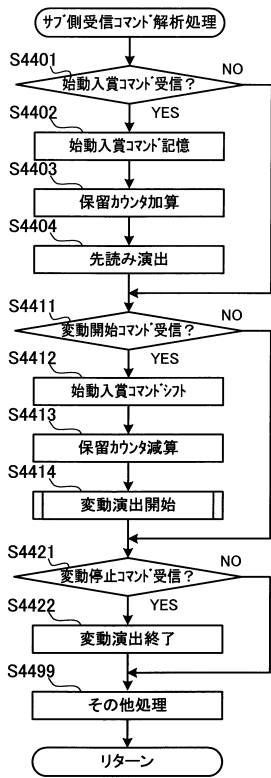 サブ側受信コマンド解析処理
S4401
NO
始動入賞コマンド受信？
S4402
YES
始動入賞コマンド記憶
S4403
保留カウンタ加算
S4404
先読み演出
S4411
NO
変動開始コマンド受信？
S4412
YES
始動入賞コマンドシフト
S4413
保留カウンタ減算
S4414
変動演出開始
S4421
NO
変動停止コマンド受信？
S4422
YES
変動演出終了
S4499
その他処理
リターン